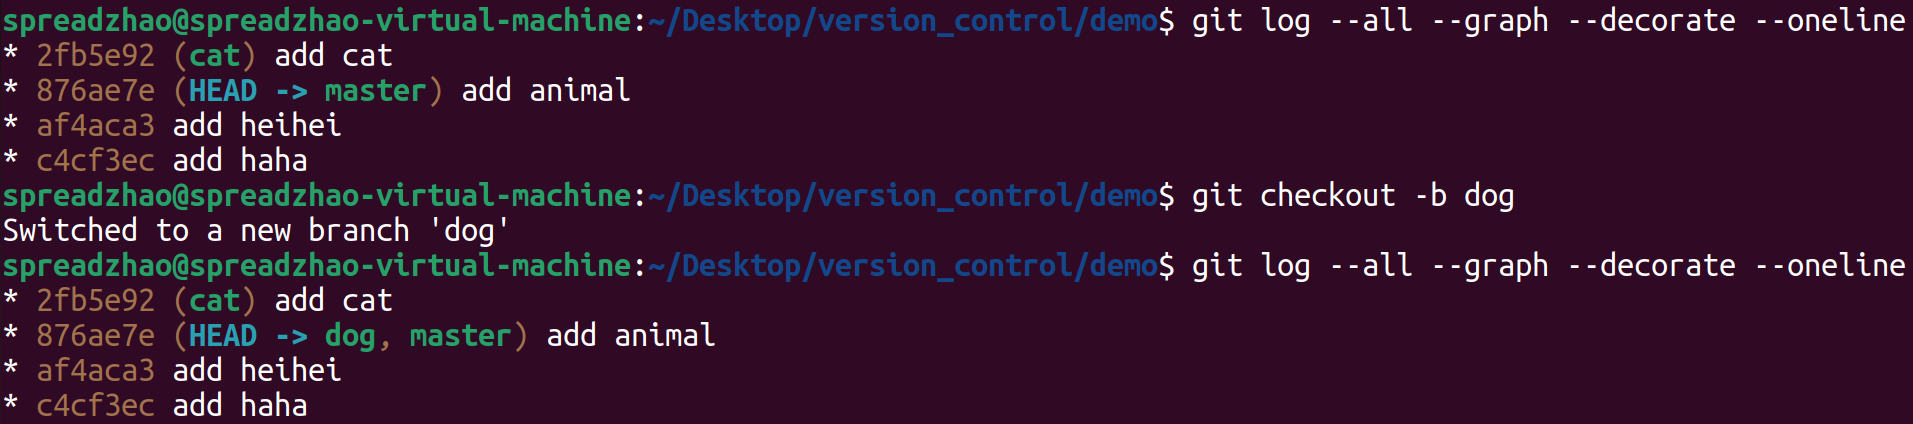 spreadzhao@spreadzhao-virtual-machine:~/Desktop/version_control/demo$ git log --all --graph --decorate --oneline
* 2fb5e92 (cat) add cat
* 876ae7e (HEAD -> master) add animal
* af4aca3 add heihei
* c4cf3ec add haha
spreadzhao@spreadzhao-virtual-machine:~/Desktop/version_control/demo$ git checkout -b dog
Switched to a new branch 'dog'
spreadzhao@spreadzhao-virtual-machine:~/Desktop/version_control/demo$ git log --all --graph --decorate --oneline
* 2fb5e92 (cat) add cat
* 876ae7e (HEAD -> dog, master) add animal
* af4aca3 add heihei
* c4cf3ec add haha